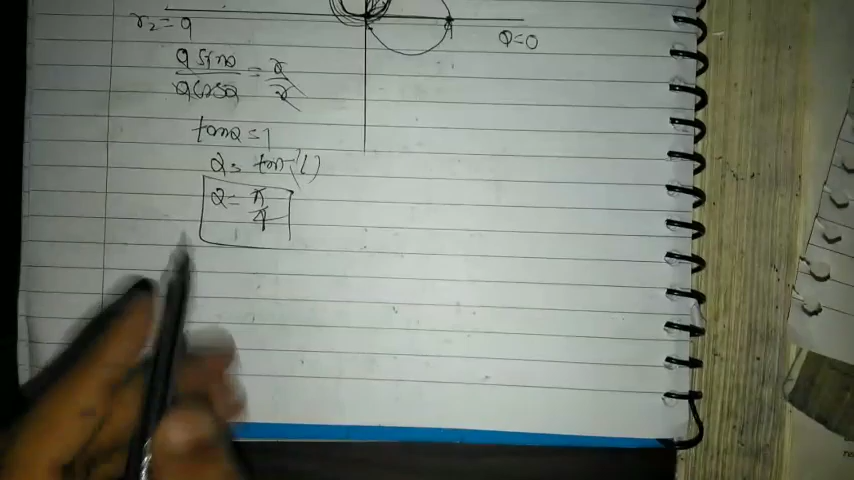 r₂ = a
θ = 0
a sinθ / a cosθ = r / r
tanθ = 1
θ = tan⁻¹(1)
θ = π / 4